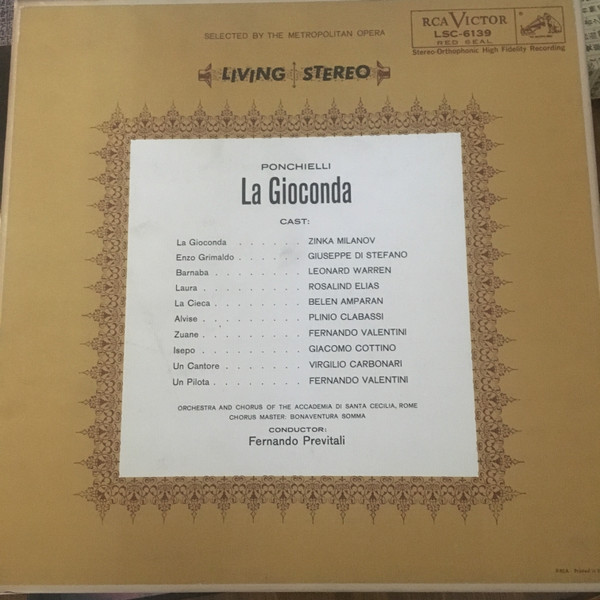 SELECTED BY THE METROPOLITAN OPERA
RCA VICTOR
LSC-6139
RED SEAL
Stereo-Orthophonic High Fidelity Recording
LIVING STEREO
PONCHIELLI
La Gioconda
CAST:
La Gioconda . . . . . . ZINKA MILANOV
Enzo Grimaldo . . . . . . GIUSEPPE DI STEFANO
Barnaba . . . . . . . . LEONARD WARREN
Laura . . . . . . . . . ROSALIND ELIAS
La Cieca . . . . . . . . BELEN AMPARAN
Alvise . . . . . . . . . PLINIO CLABASSI
Zuane . . . . . . . . . FERNANDO VALENTINI
Isepo . . . . . . . . . GIACOMO COTTINO
Un Cantore . . . . . . . VIRGILIO CARBONARI
Un Pilota . . . . . . . . FERNANDO VALENTINI
ORCHESTRA AND CHORUS OF THE ACCADEMIA DI SANTA CECILIA, ROME
CHORUS MASTER: BONAVENTURA SOMMA
CONDUCTOR:
Fernando Previtali